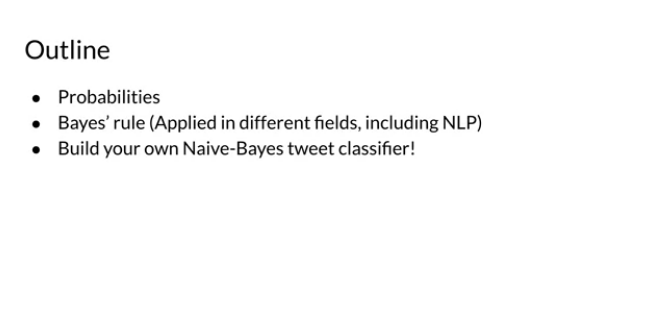 Outline
● Probabilities
● Bayes' rule (Applied in different fields, including NLP)
● Build your own Naive-Bayes tweet classifier!